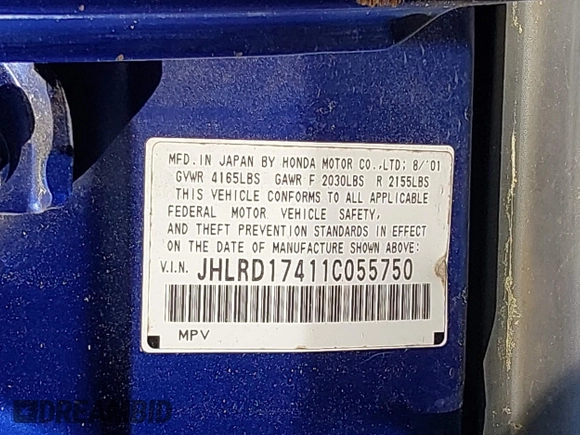 MFD. IN JAPAN BY HONDA MOTOR CO.,LTD; 8/'01
GVWR 4165LBS GAWR F 2030LBS R 2155LBS
THIS VEHICLE CONFORMS TO ALL APPLICABLE
FEDERAL MOTOR VEHICLE SAFETY,
AND THEFT PREVENTION STANDARDS IN EFFECT
ON THE DATE OF MANUFACTURE SHOWN ABOVE:
V.I.N. JHLRD17411C055750
MPV
DREAMBID